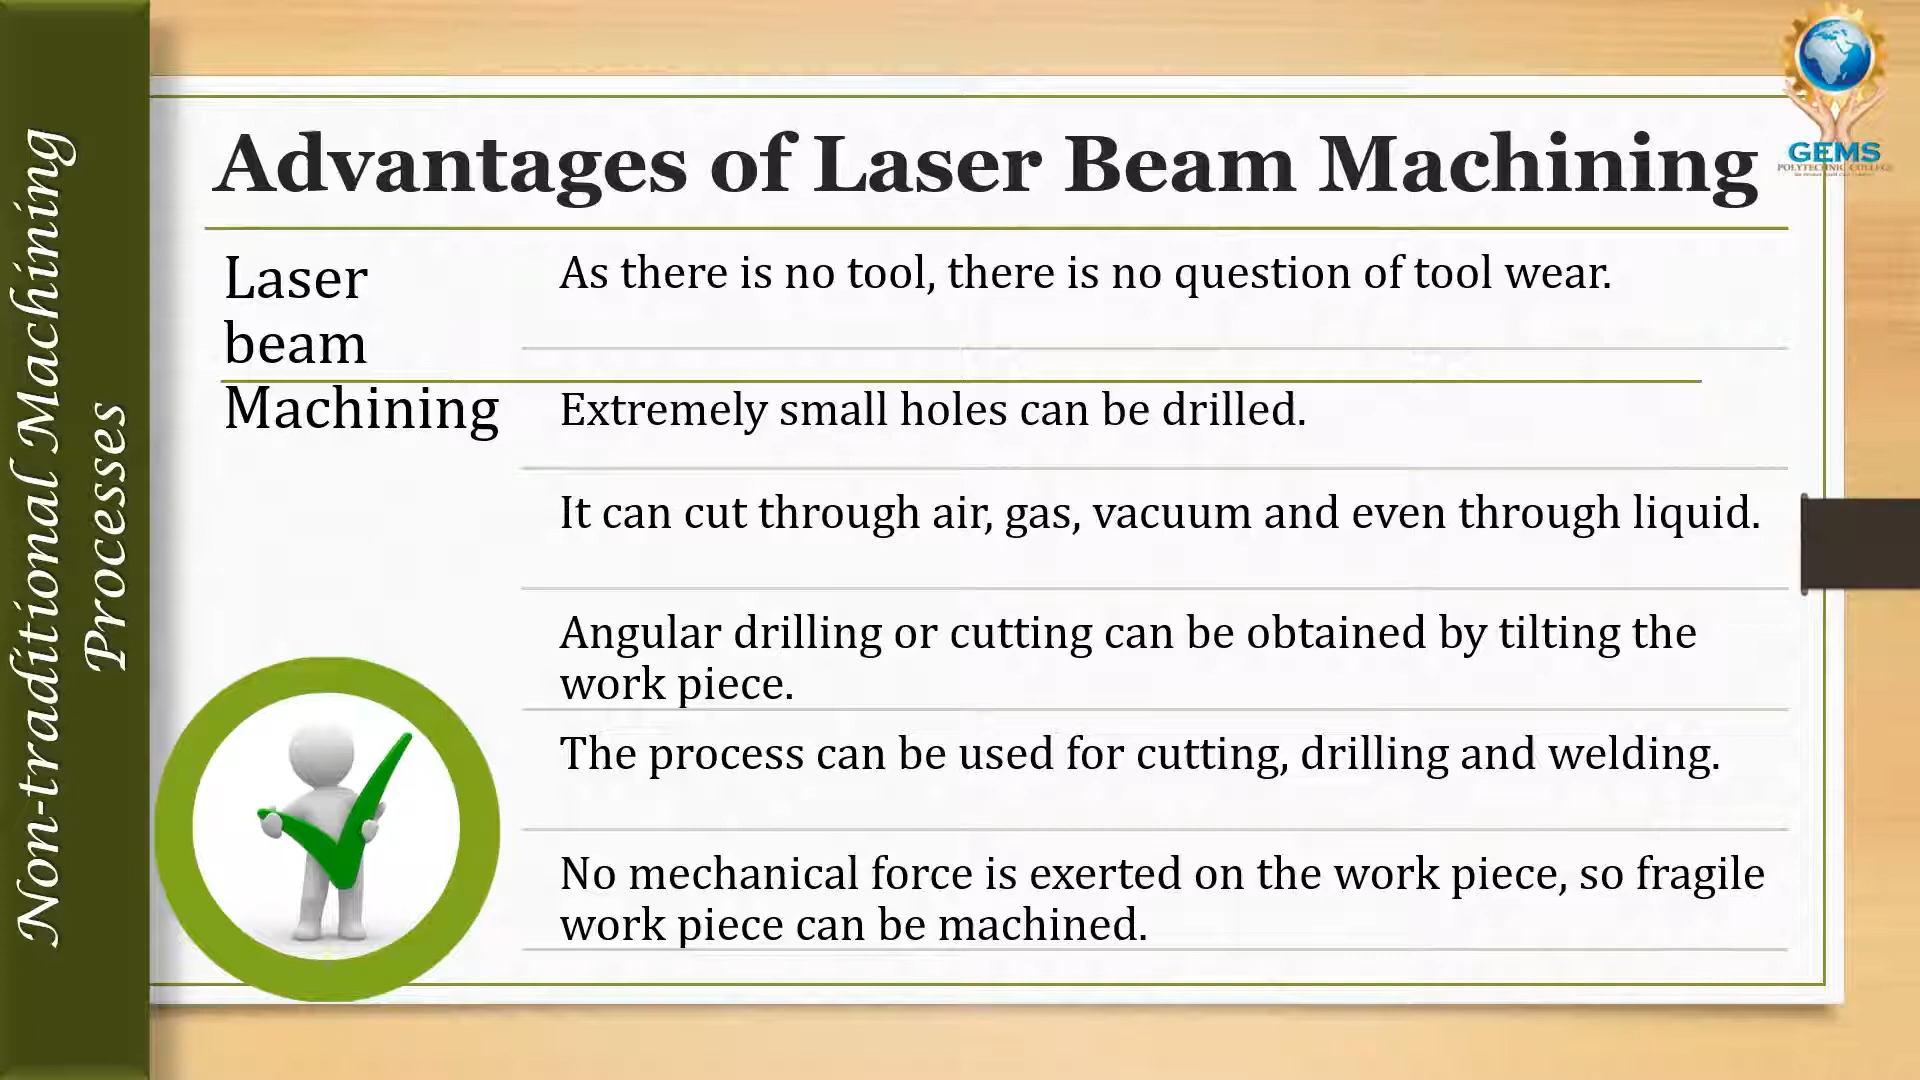 Non-traditional Machining
Processes
GEMS
POLYTECHNIC COLLEGE
Advantages of Laser Beam Machining
Laser
beam
Machining
As there is no tool, there is no question of tool wear.
Extremely small holes can be drilled.
It can cut through air, gas, vacuum and even through liquid.
Angular drilling or cutting can be obtained by tilting the
work piece.
The process can be used for cutting, drilling and welding.
No mechanical force is exerted on the work piece, so fragile
work piece can be machined.